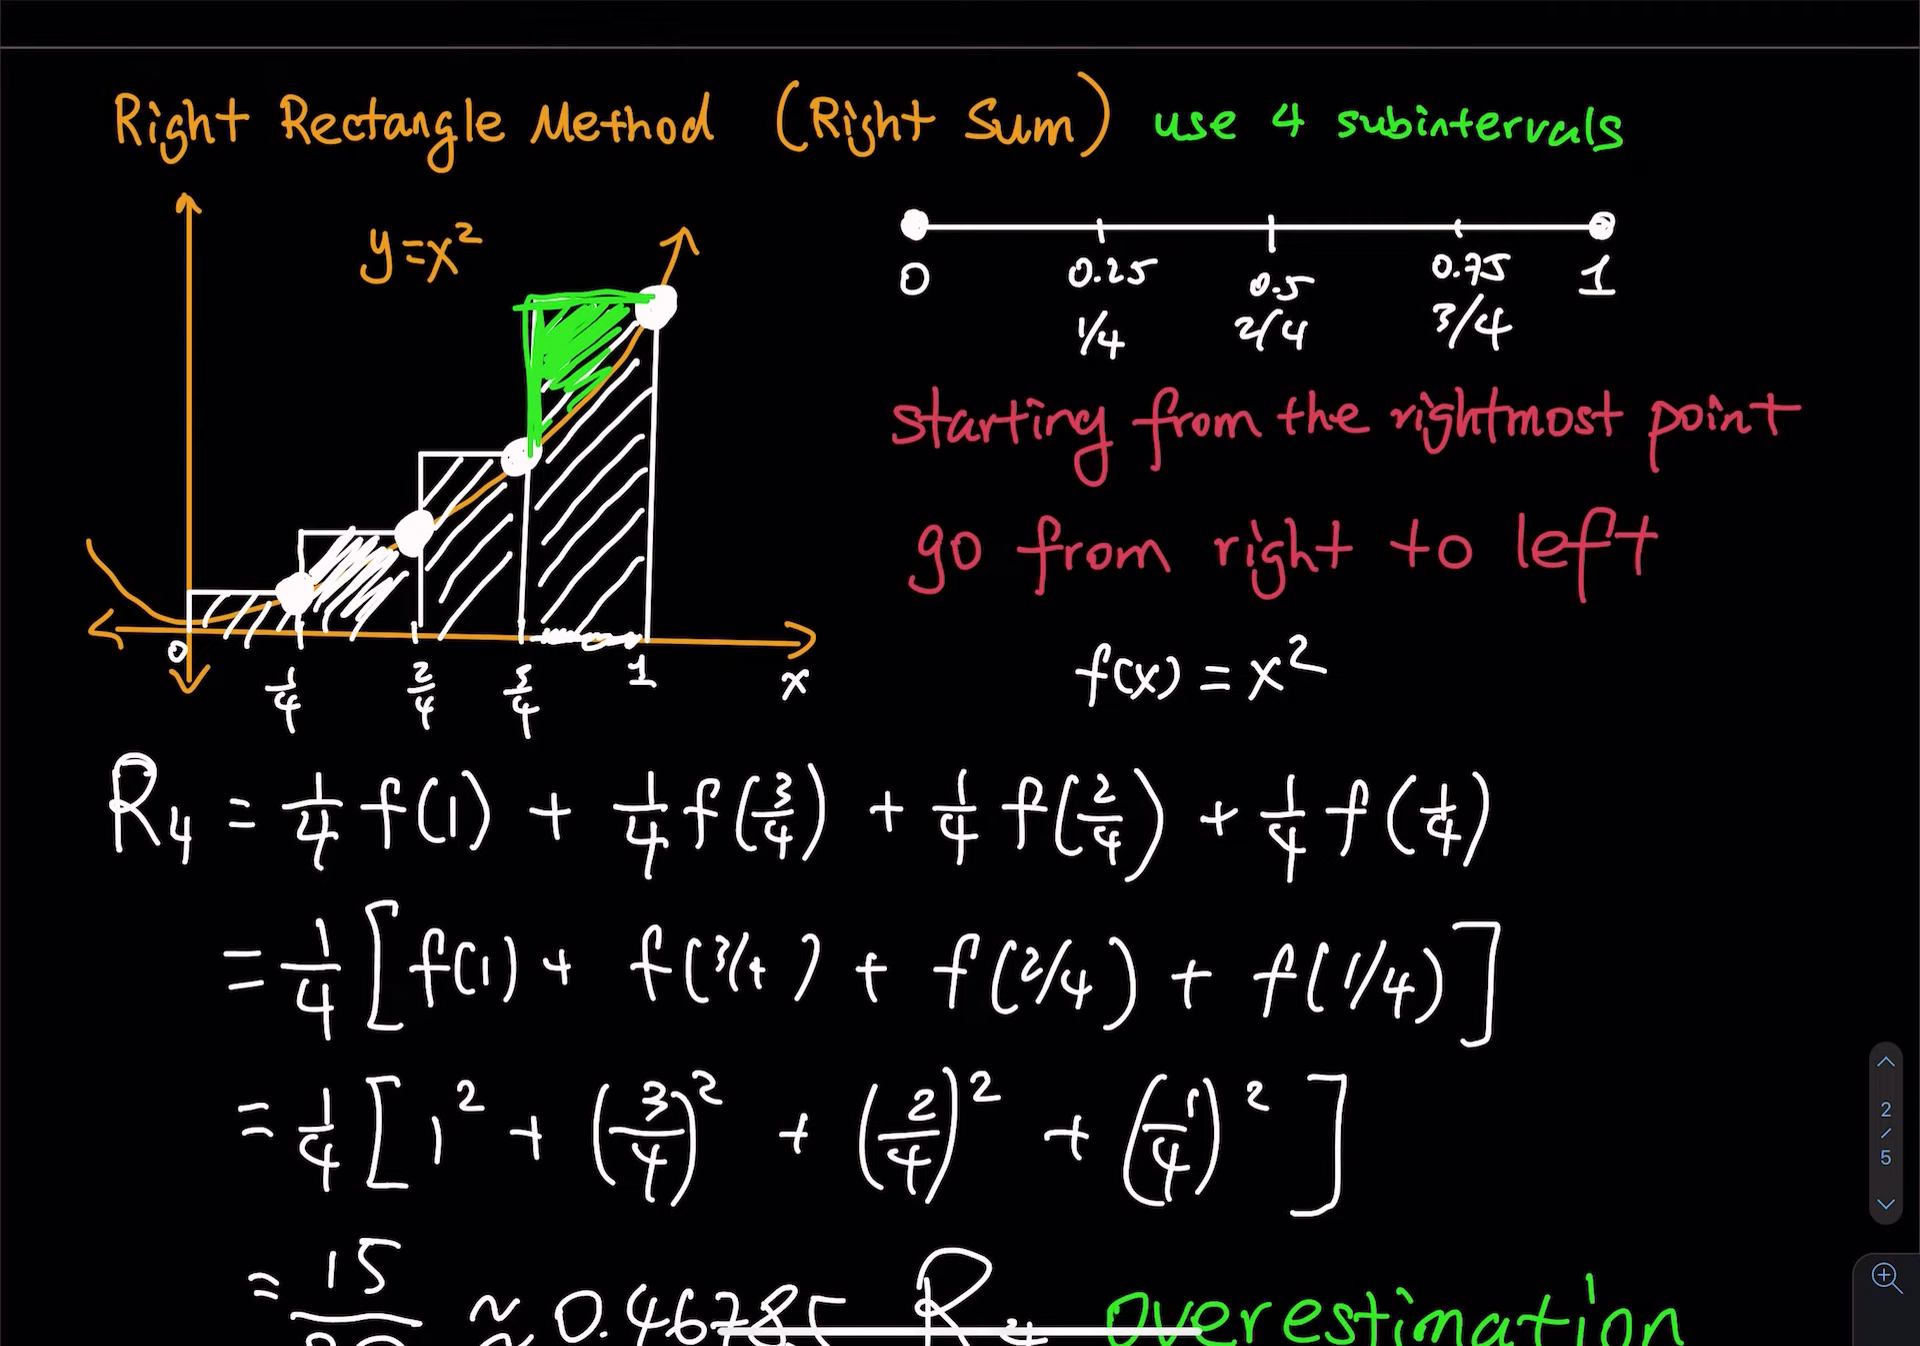 Right Rectangle Method (Right Sum) use 4 subintervals
y=x²
0 0.25 0.5 0.75 1
1/4 2/4 3/4
starting from the rightmost point
go from right to left
0 1/4 2/4 3/4 1 x
f(x) = x²
R₄ = 1/4 f(1) + 1/4 f(3/4) + 1/4 f(2/4) + 1/4 f(1/4)
= 1/4 [f(1) + f(3/4) + f(2/4) + f(1/4)]
= 1/4 [1² + (3/4)² + (2/4)² + (1/4)²]
= 15 ≈ R₄ overestimation
2
/
5